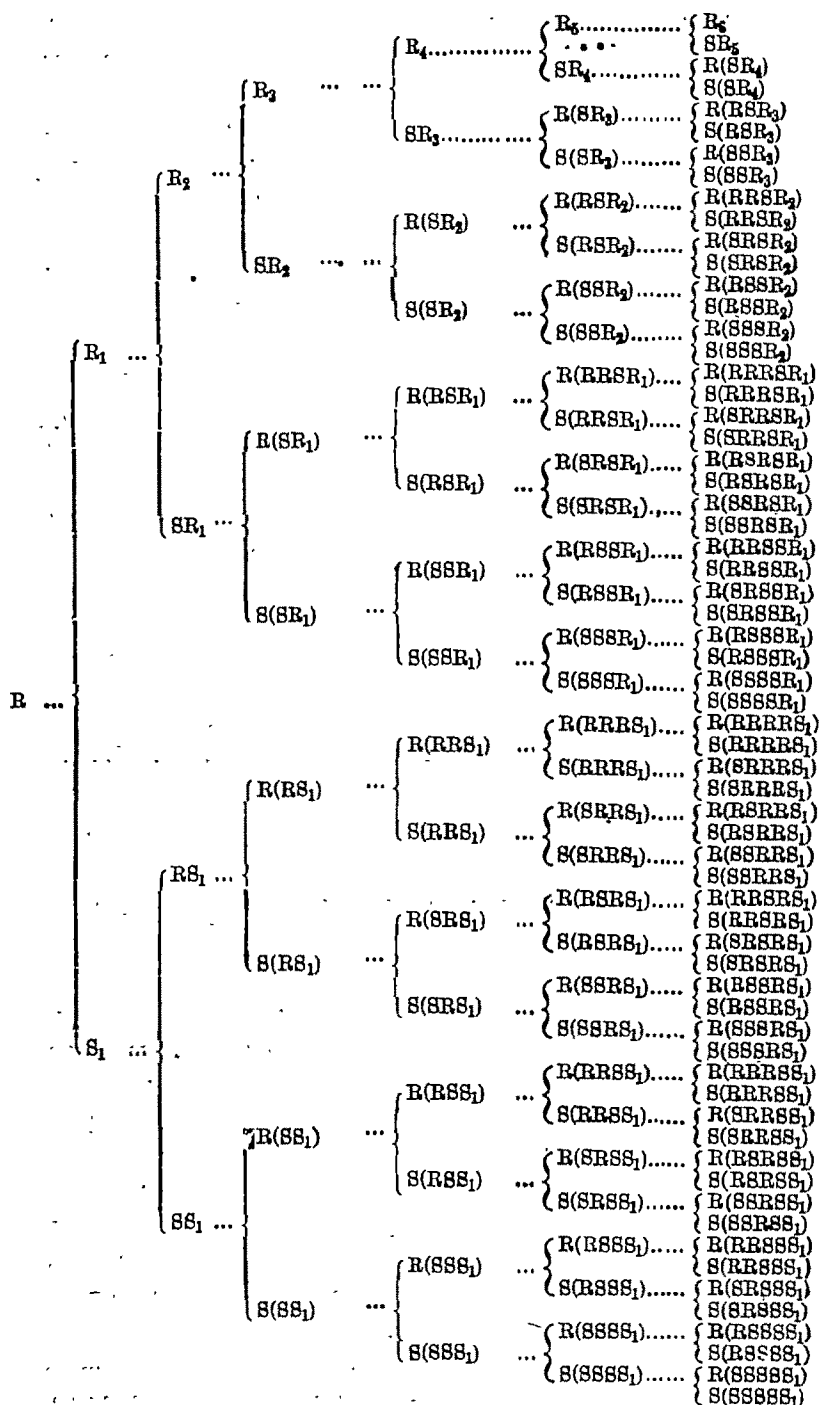 R₅............ R₆
R₄............ SR₅
SR₄............ R(SR₄)
R₃ ... ... S(SR₄)
R(SR₃)........ R(RSR₃)
SR₃............ S(RSR₃)
S(SR₃)........ R(SSR₃)
R₂ ... S(SSR₃)
R(RSR₂)...... R(RRSR₂)
R(SR₂) ... S(RRSR₂)
S(RSR₂)...... R(SRSR₂)
SR₂ ... ... S(SRSR₂)
R(SSR₂)...... R(RSSR₂)
S(SR₂) ... S(RSSR₂)
S(SSR₂)....... R(SSSR₂)
R₁ ... S(SSSR₂)
R(RRSR₁).... R(RRRSR₁)
R(RSR₁) ... S(RRRSR₁)
S(RRSR₁)..... R(SRRSR₁)
R(SR₁) ... S(SRRSR₁)
R(SRSR₁)..... R(RSRSR₁)
S(RSR₁) ... S(RSRSR₁)
S(SRSR₁).... R(SSRSR₁)
SR₁ ... S(SSRSR₁)
R(RSSR₁)..... R(RRSSR₁)
R(SSR₁) ... S(RRSSR₁)
S(RSSR₁)..... R(SRSSR₁)
S(SR₁) ... S(SRSSR₁)
R(SSSR₁)..... R(RSSSR₁)
S(SSR₁) ... S(RSSSR₁)
S(SSSR₁)...... R(SSSSR₁)
R ... S(SSSSR₁)
R(RRRS₁).... R(RRRRS₁)
R(RRS₁) ... S(RRRRS₁)
S(RRRS₁)..... R(SRRRS₁)
R(RS₁) ... S(SRRRS₁)
R(SRRS₁)..... R(RSRRS₁)
S(RRS₁) ... S(RSRRS₁)
S(SRRS₁)...... R(SSRRS₁)
RS₁ ... S(SSRRS₁)
R(RSRS₁)..... R(RRSRS₁)
R(SRS₁) ... S(RRSRS₁)
S(RSRS₁)..... R(SRSRS₁)
S(RS₁) ... S(SRSRS₁)
R(SSRS₁)...... R(RSSRS₁)
S(SRS₁) ... S(RSSRS₁)
S(SSRS₁)...... R(SSSRS₁)
S₁ ... S(SSSRS₁)
R(RRSS₁)..... R(RRRSS₁)
R(RSS₁) ... S(RRRSS₁)
S(RRSS₁)..... R(SRRSS₁)
R(SS₁) ... S(SRRSS₁)
R(SRSS₁)..... R(RSRSS₁)
S(RSS₁) ... S(RSRSS₁)
S(SRSS₁)...... R(SSRSS₁)
SS₁ ... S(SSRSS₁)
R(RSSS₁)..... R(RRSSS₁)
R(SSS₁) ... S(RRSSS₁)
S(RSSS₁)..... R(SRSSS₁)
S(SS₁) ... S(SRSSS₁)
R(SSSS₁)...... R(RSSSS₁)
S(SSS₁) ... S(RSSSS₁)
S(SSSS₁)...... R(SSSSS₁)
S(SSSSS₁)